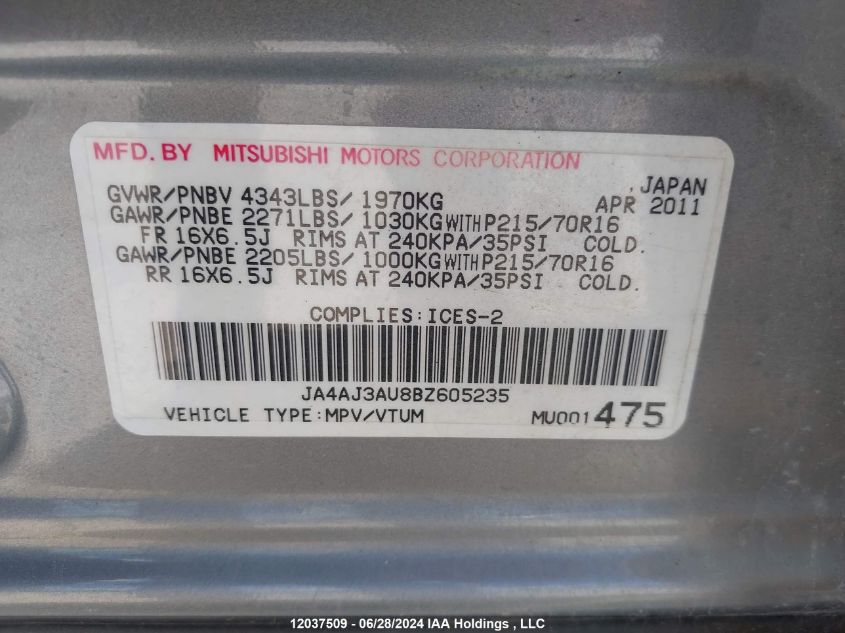 MFD. BY MITSUBISHI MOTORS CORPORATION
GVWR/PNBV 4343LBS/ 1970KG , JAPAN
GAWR/PNBE 2271LBS/ 1030KG WITH P215/70R16 APR 2011
FR 16X6.5J RIMS AT 240KPA/35PSI COLD.
GAWR/PNBE 2205LBS/ 1000KG WITH P215/70R16
RR 16X6.5J RIMS AT 240KPA/35PSI COLD.
COMPLIES:ICES-2
JA4AJ3AU8BZ605235
VEHICLE TYPE:MPV/VTUM MU001475
12037509 - 06/28/2024 IAA Holdings , LLC